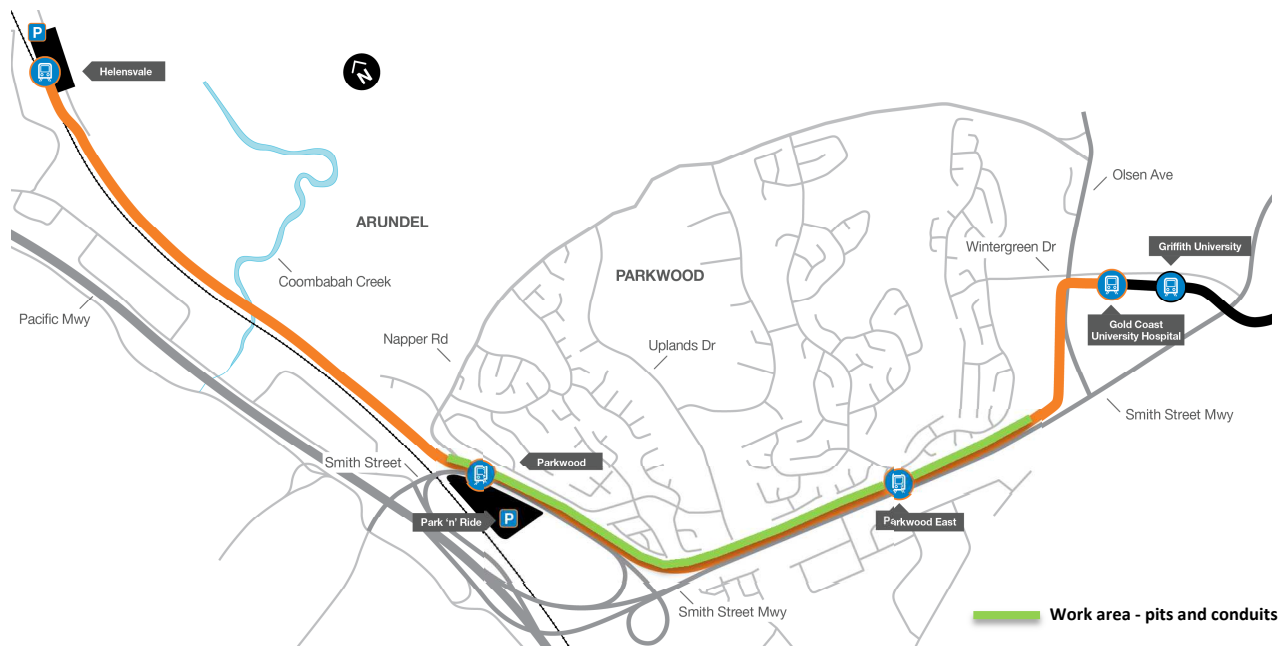 P
Helensvale
N
Olsen Ave
ARUNDEL
Wintergreen Dr
Griffith University
PARKWOOD
Coombabah Creek
Pacific Mwy
Gold Coast
University Hospital
Napper Rd
Uplands Dr
Smith Street Mwy
Smith Street
Parkwood
Park 'n' Ride
P
Parkwood East
Smith Street Mwy
Work area - pits and conduits